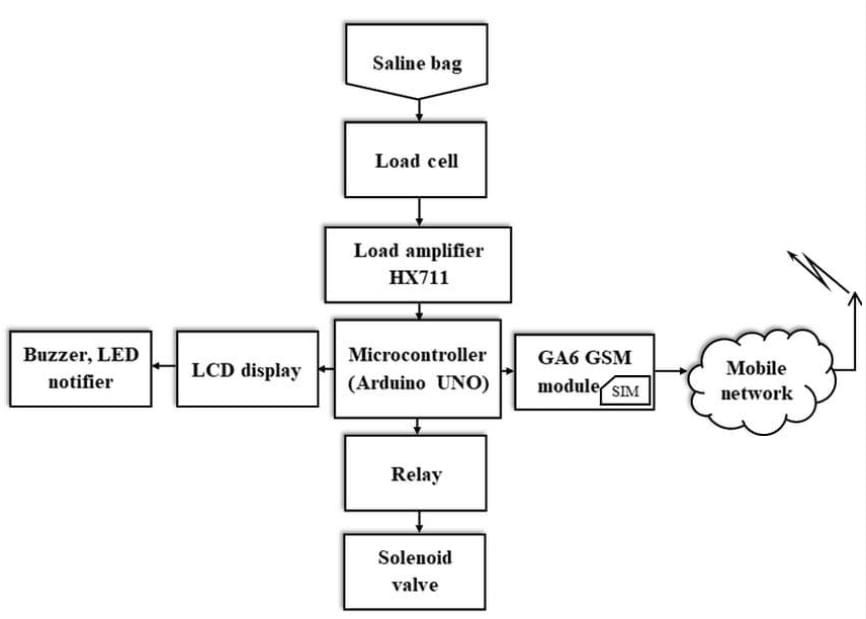 Saline bag
Load cell
Load amplifier
HX711
Buzzer, LED
notifier
LCD display
Microcontroller
(Arduino UNO)
GA6 GSM
module
SIM
Mobile
network
Relay
Solenoid
valve